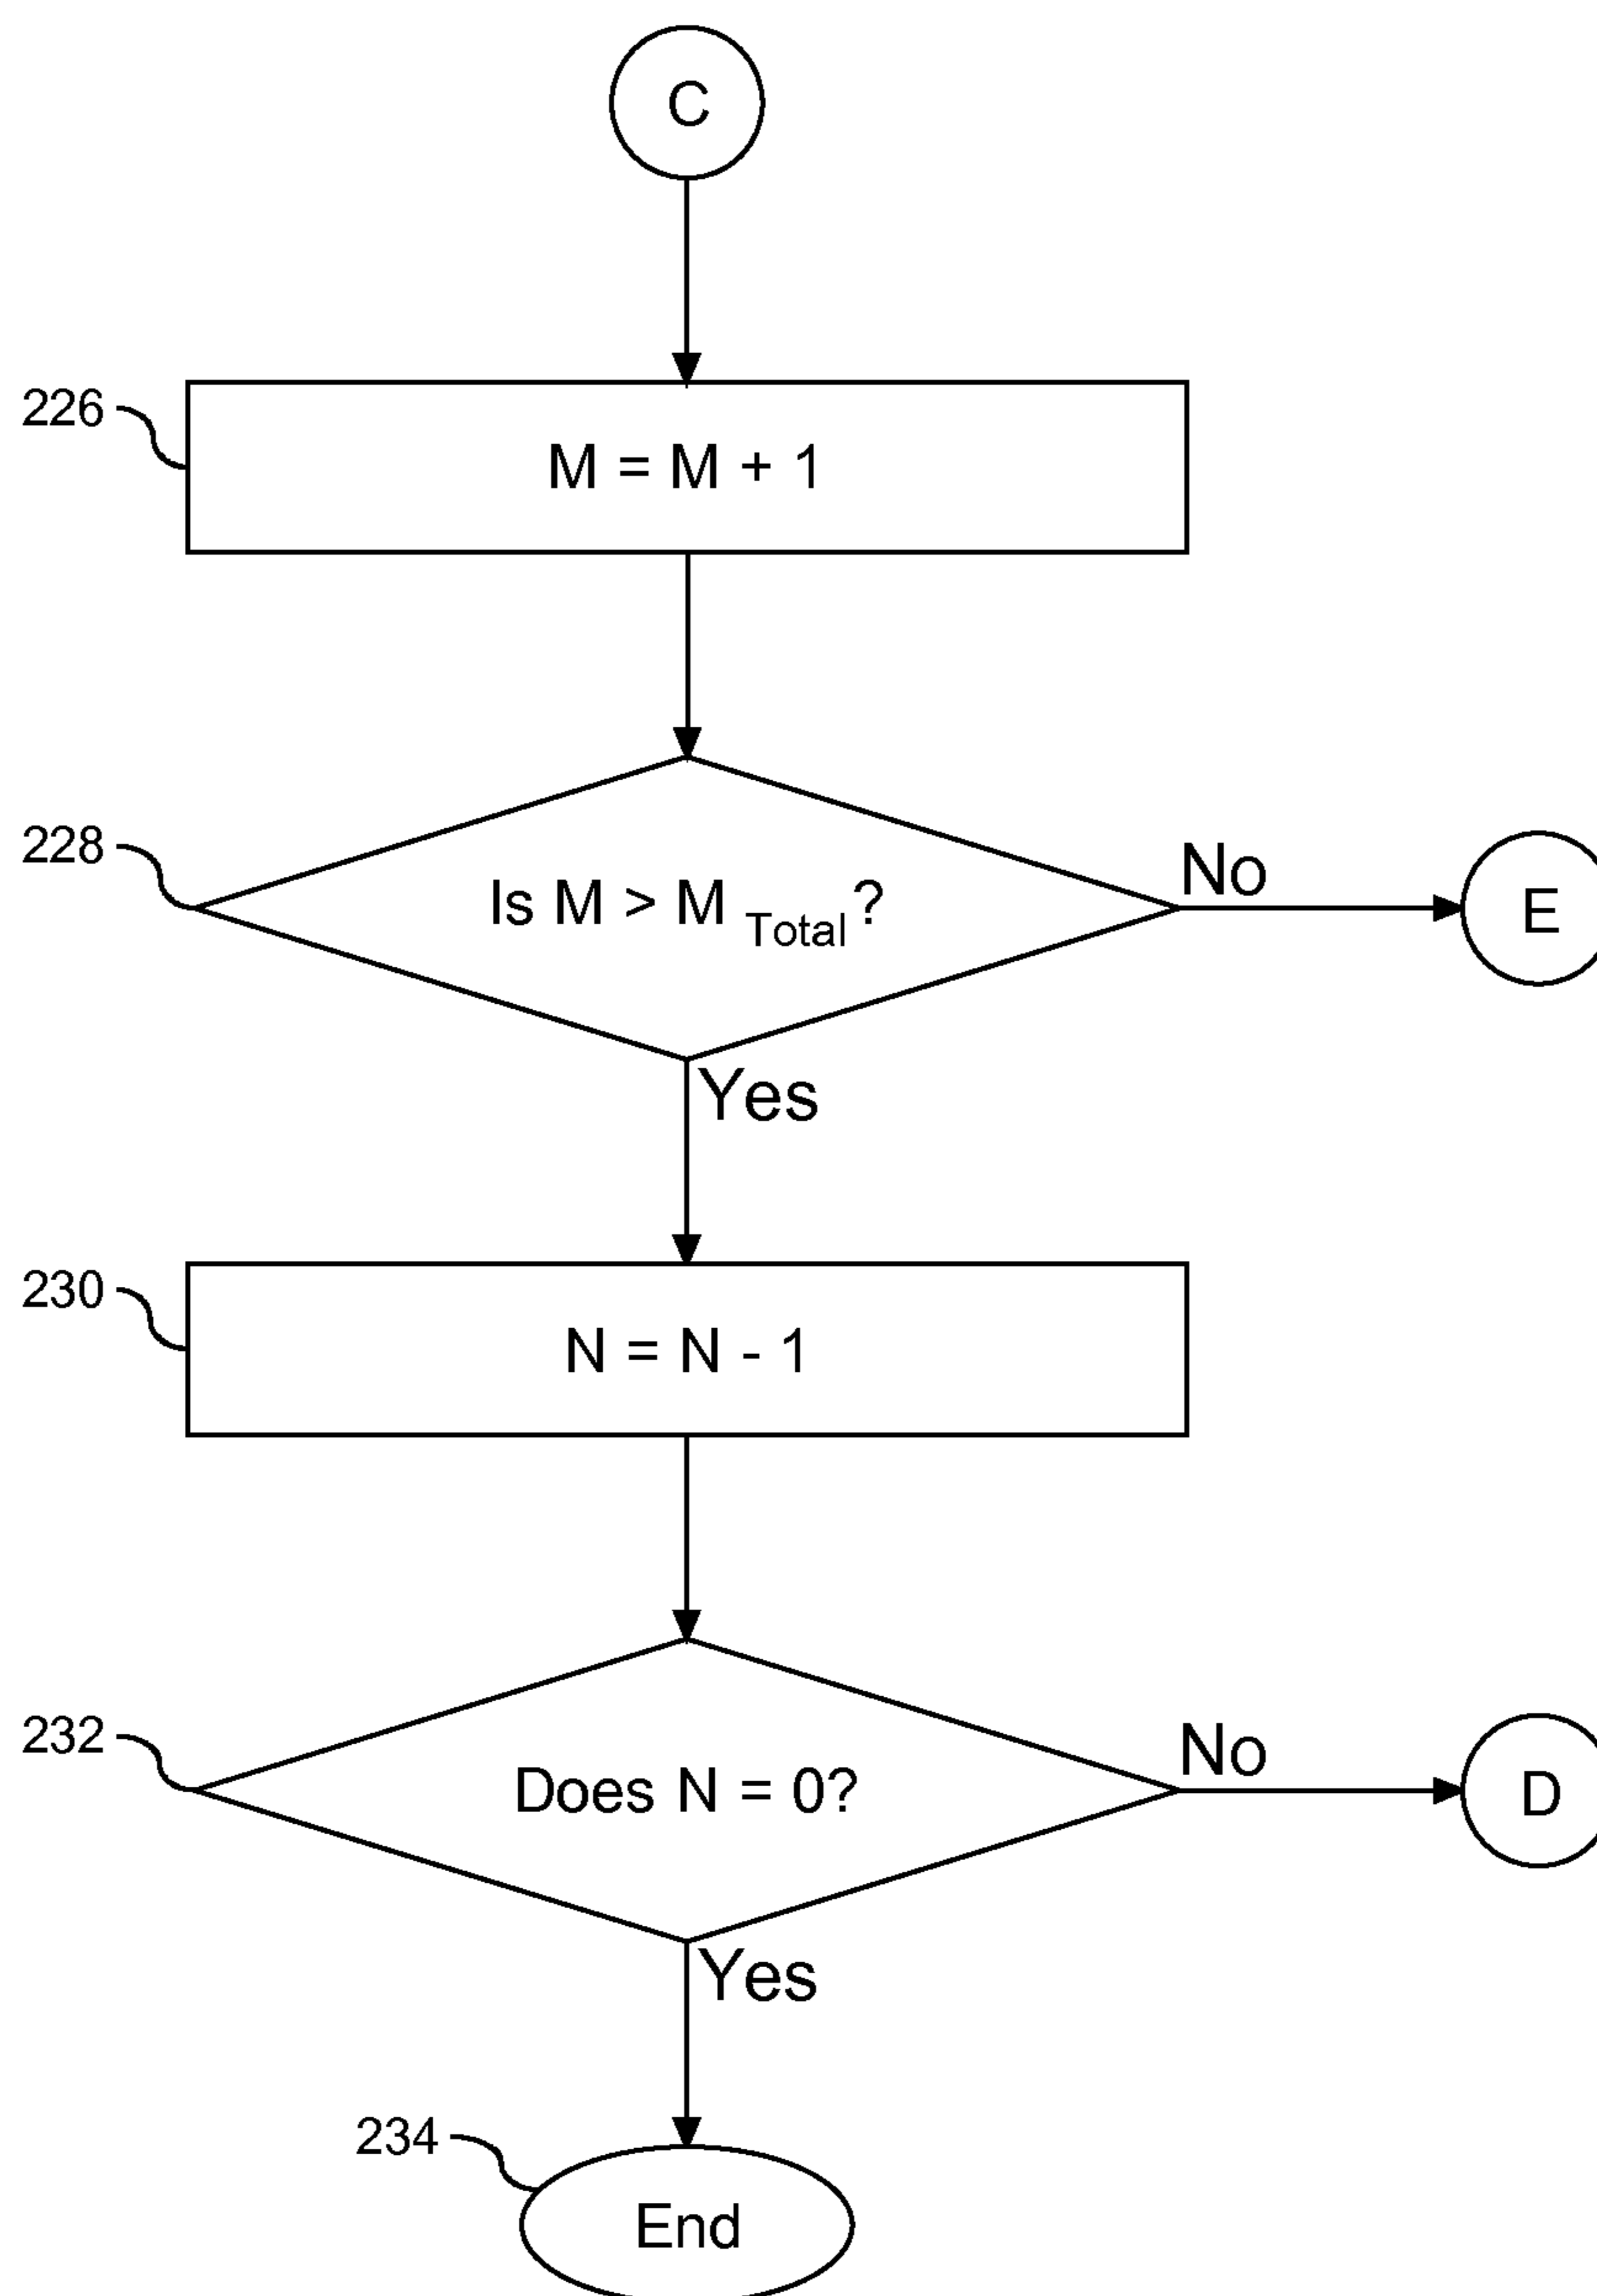 C
226
M = M + 1
228
Is M > M Total ?
No
E
Yes
230
N = N - 1
232
Does N = 0?
No
D
Yes
234
End